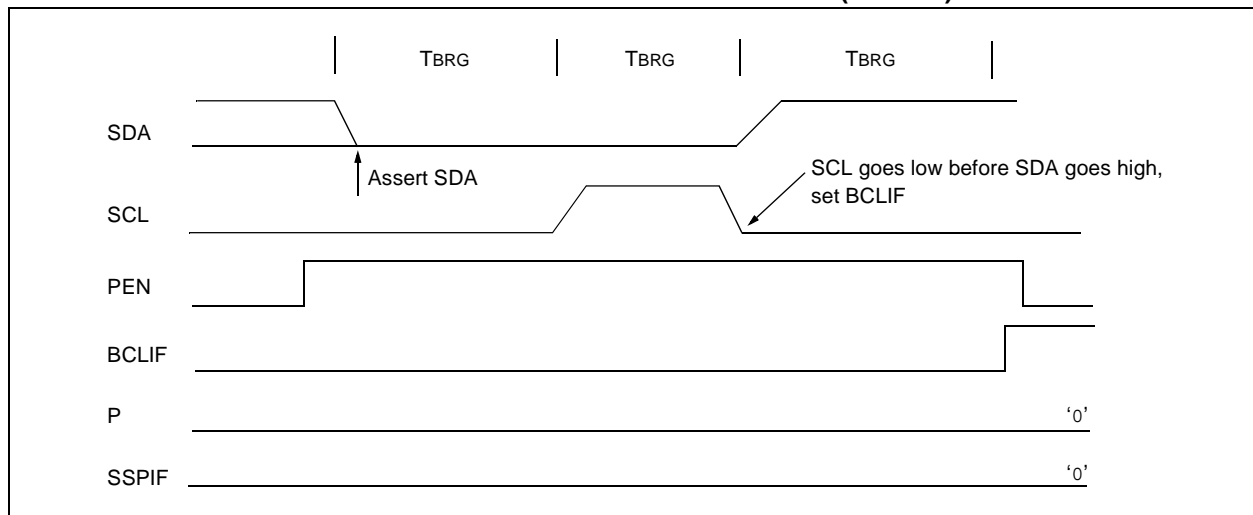 TBRG TBRG TBRG
SDA
Assert SDA
SCL goes low before SDA goes high,
set BCLIF
SCL
PEN
BCLIF
P
'0'
SSPIF
'0'